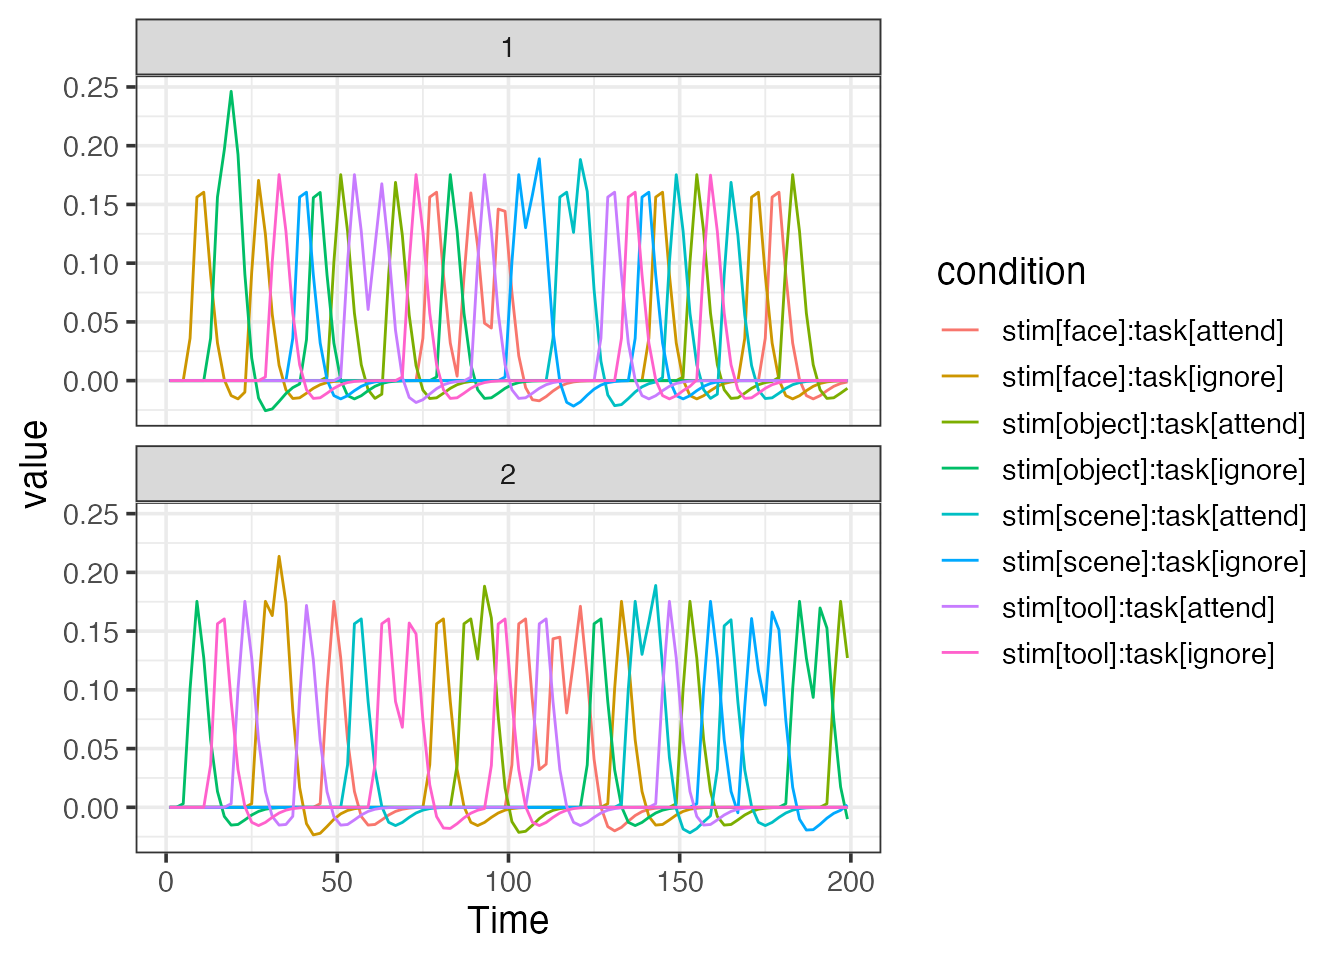 1
0.25
0.20
0.15
0.10
0.05
0.00
value
2
0.25
0.20
0.15
0.10
0.05
0.00
0 50 100 150 200
Time
condition
stim[face]:task[attend]
stim[face]:task[ignore]
stim[object]:task[attend]
stim[object]:task[ignore]
stim[scene]:task[attend]
stim[scene]:task[ignore]
stim[tool]:task[attend]
stim[tool]:task[ignore]